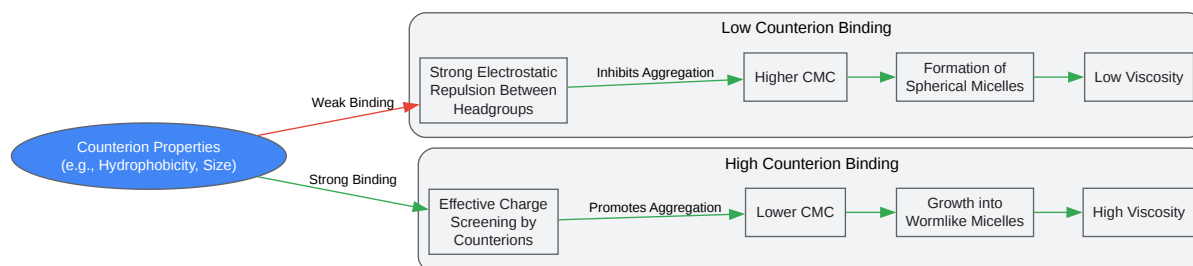 Low Counterion Binding
Strong Electrostatic
Repulsion Between
Headgroups
Inhibits Aggregation
Higher CMC
Formation of
Spherical Micelles
Low Viscosity
Weak Binding
Counterion Properties
(e.g., Hydrophobicity, Size)
Strong Binding
High Counterion Binding
Effective Charge
Screening by
Counterions
Promotes Aggregation
Lower CMC
Growth into
Wormlike Micelles
High Viscosity